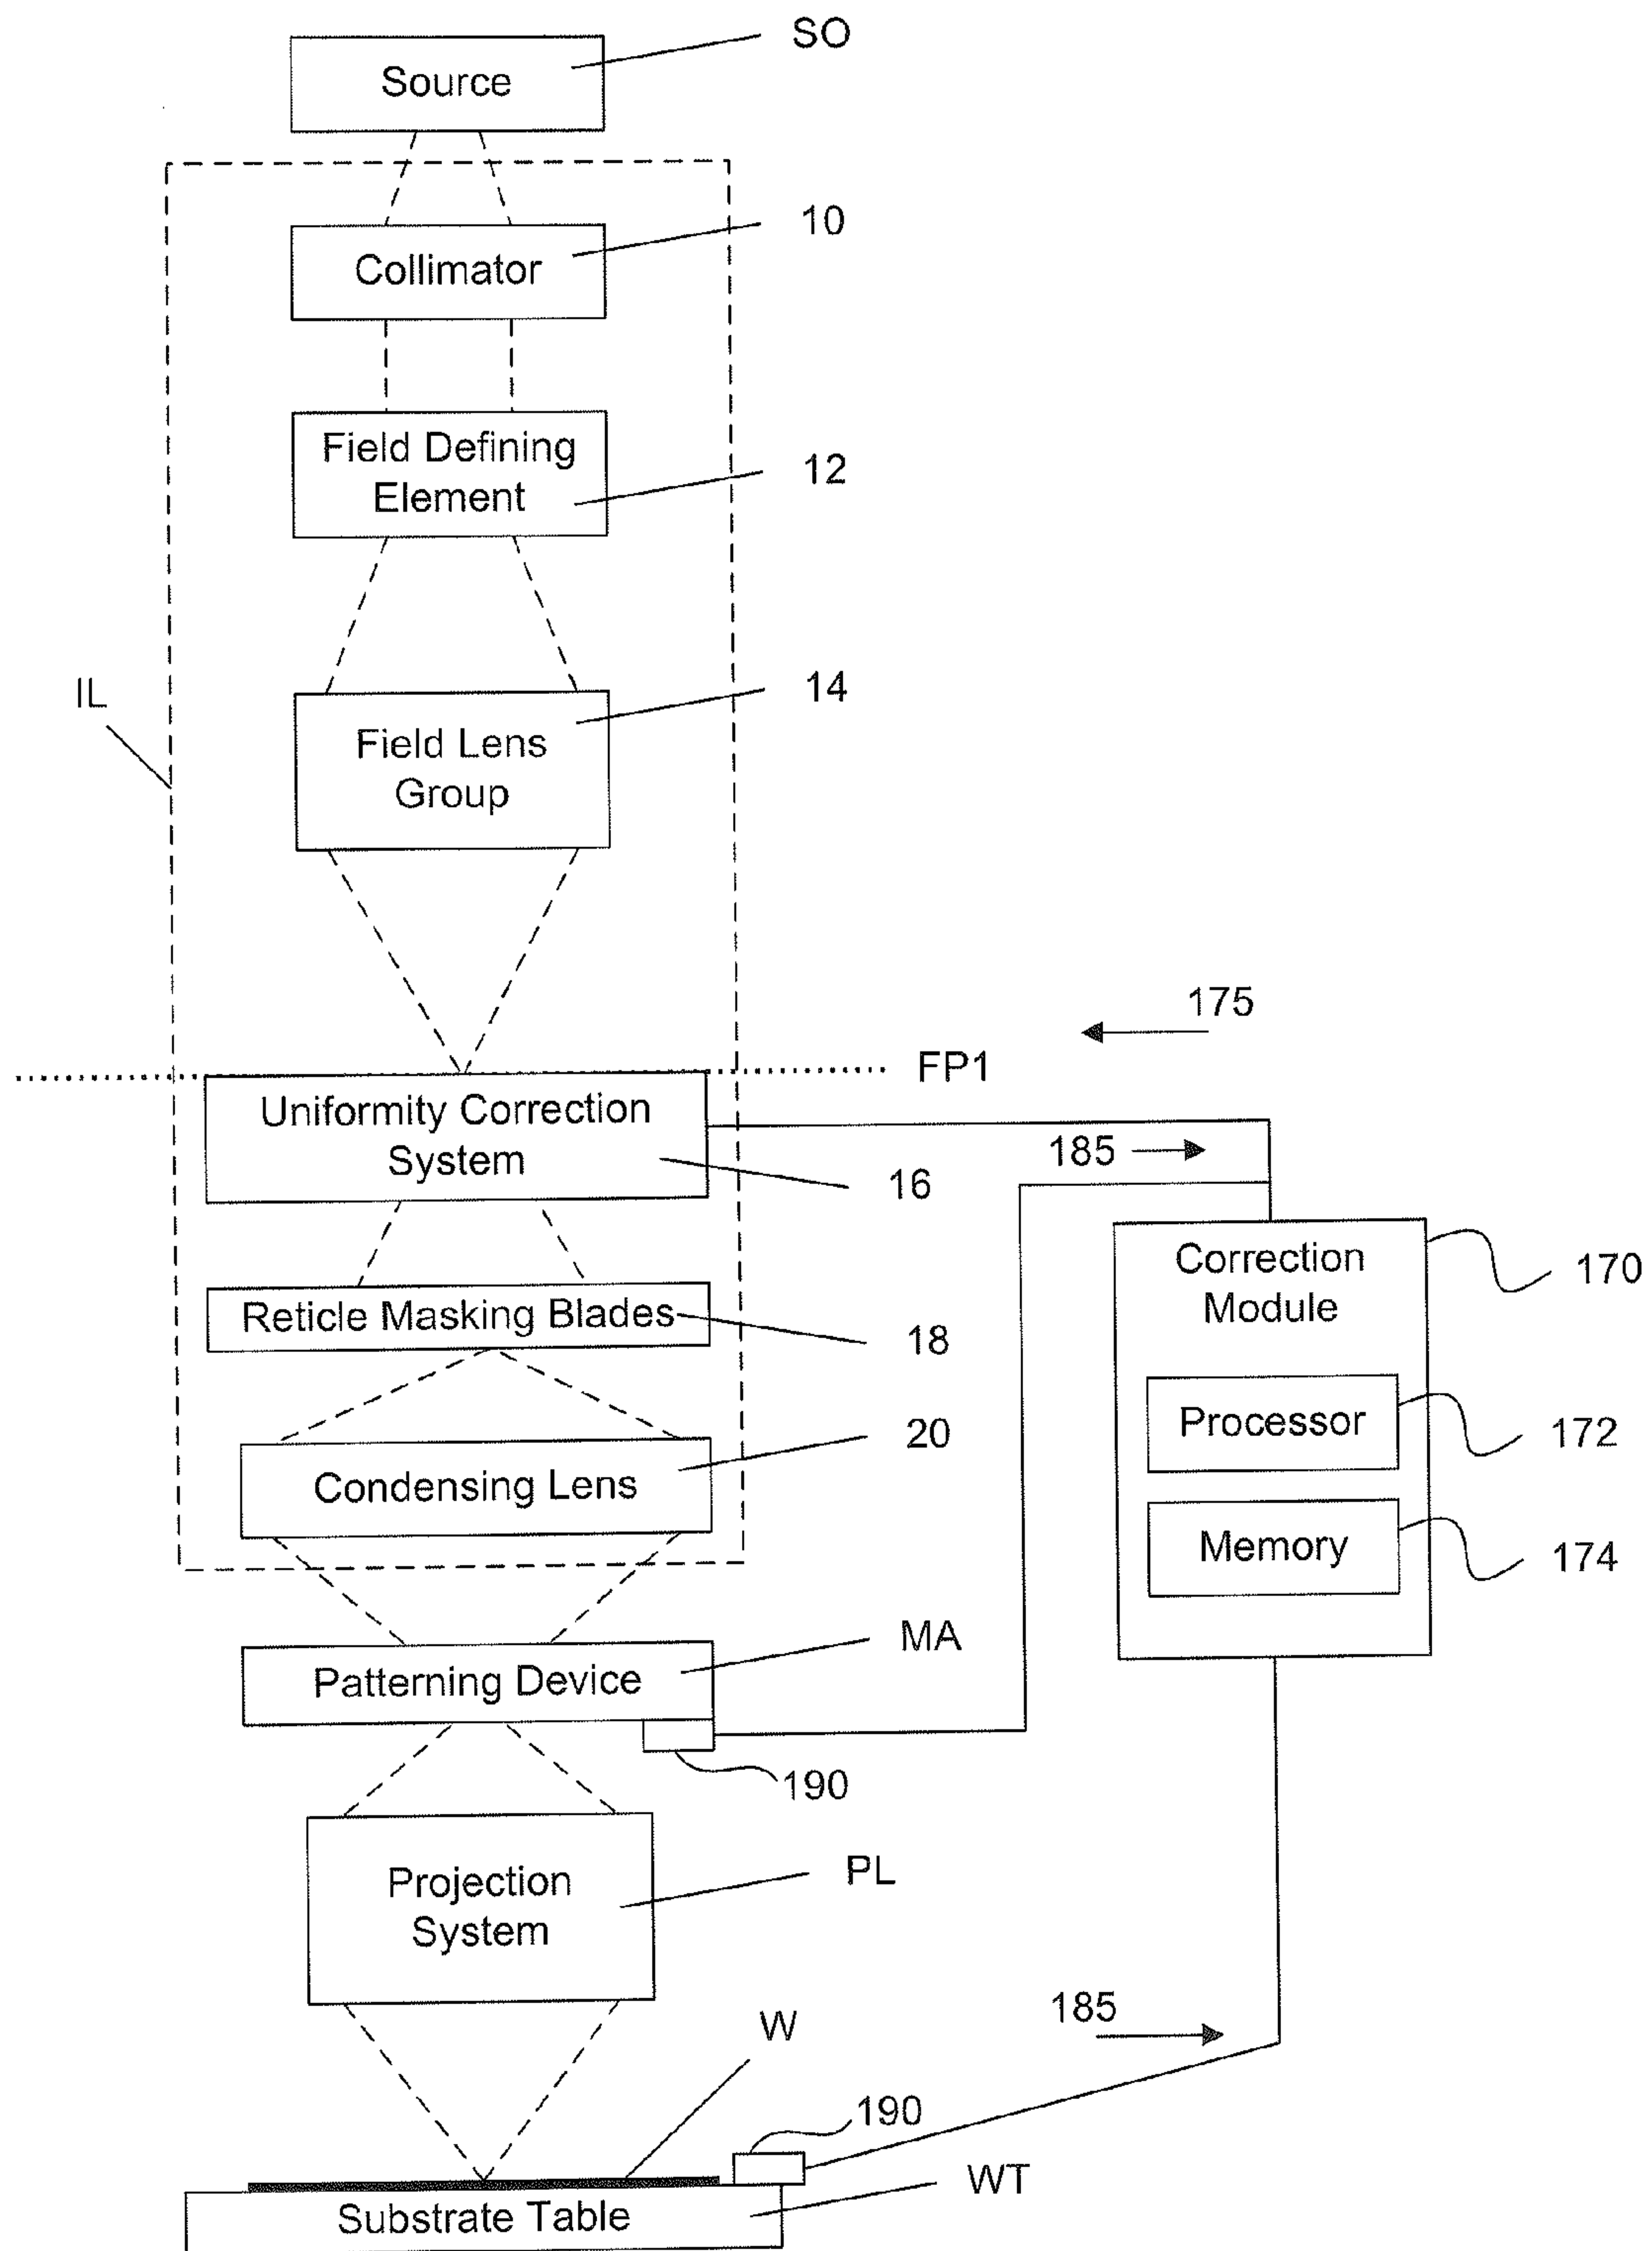 SO
Source
10
Collimator
Field Defining
Element
12
14
IL
Field Lens
Group
175
FP1
Uniformity Correction
System
185
16
Correction
Module
170
Reticle Masking Blades
18
Processor
172
20
Condensing Lens
Memory
174
MA
Patterning Device
190
Projection
System
PL
185
W
190
WT
Substrate Table